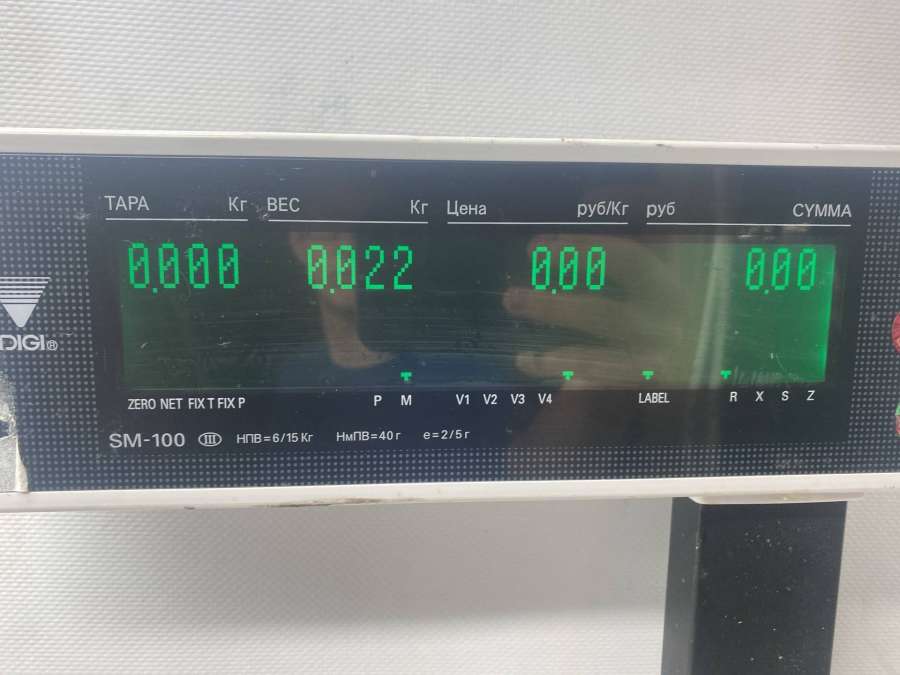 ТАРА Кг ВЕС Кг Цена руб/Кг руб СУММА
0.000 0.022 0.00 0.00
DIGI®
ZERO NET FIX T FIX P P M V1 V2 V3 V4 LABEL R X S Z
SM-100 III НПВ=6/15 Кг НмПВ=40 г e=2/5 г